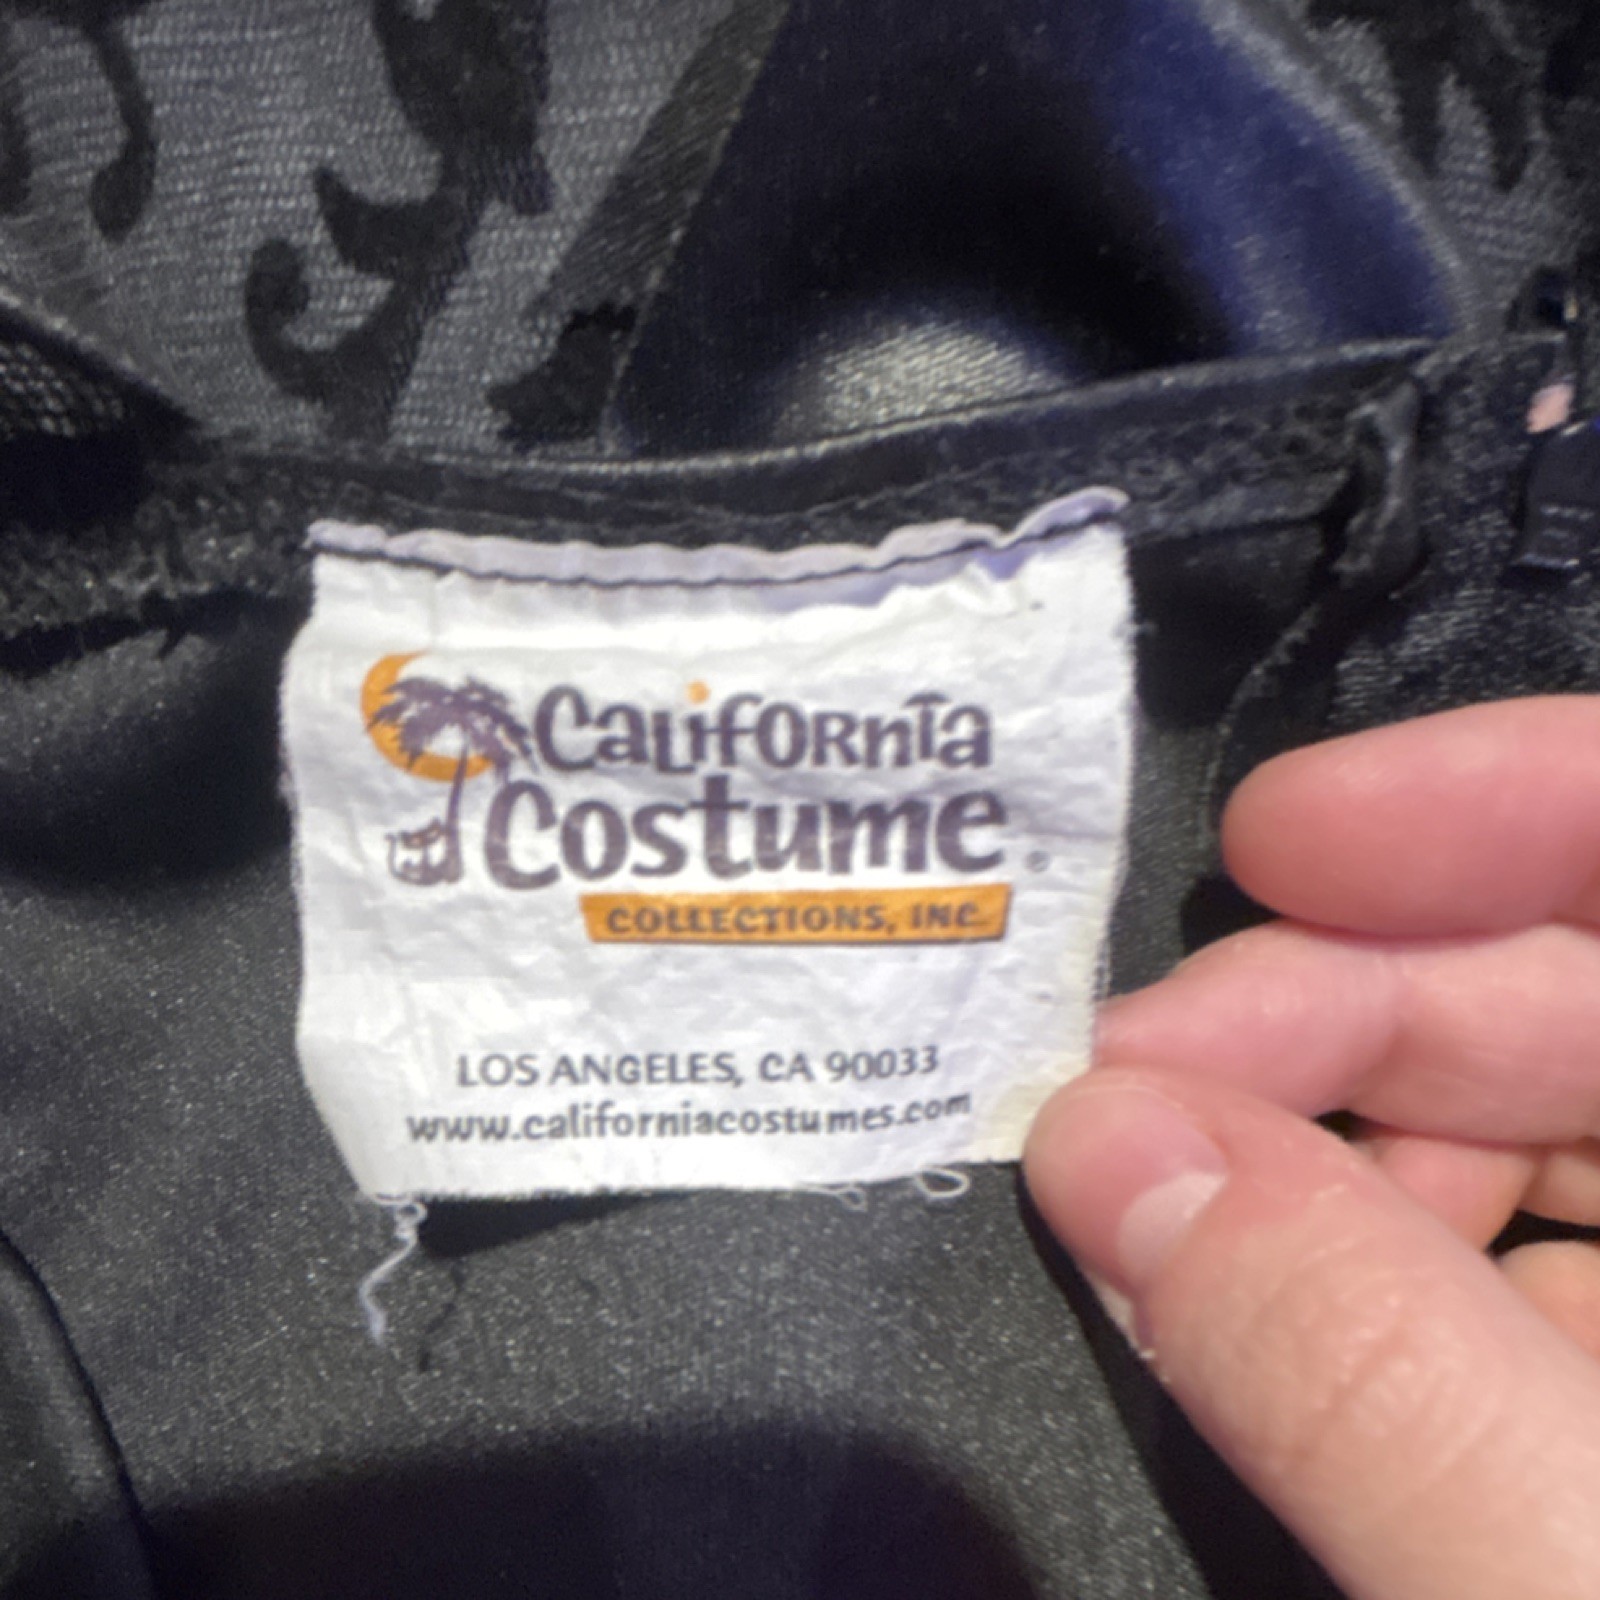 CALiFORniA
COSTUME ®
COLLECTIONS, INC.
LOS ANGELES, CA 90033
www.californiacostumes.com